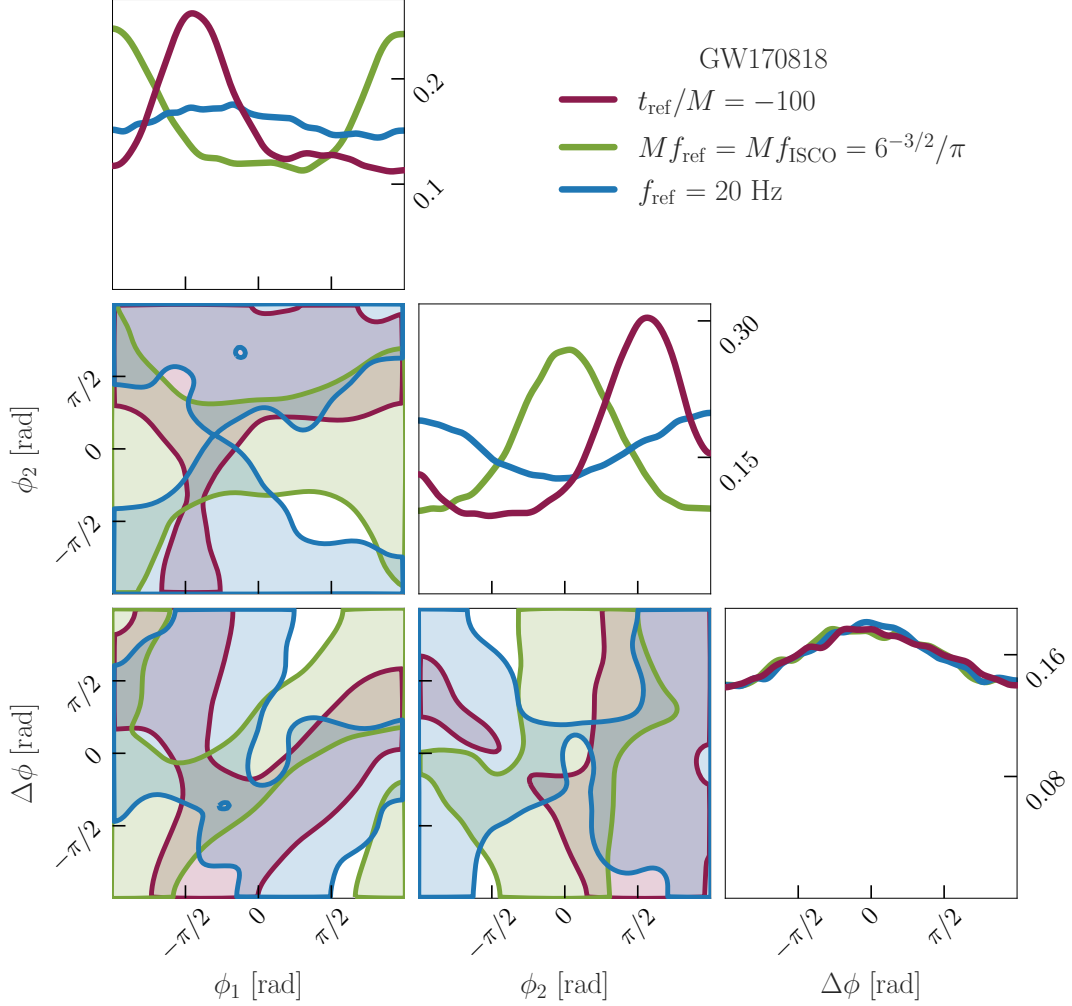 GW170818
t_ref/M = −100
Mf_ref = Mf_ISCO = 6^{−3/2}/π
f_ref = 20 Hz
0.2
0.1
π/2
0
−π/2
ϕ₂ [rad]
0.30
0.15
π/2
0
−π/2
Δϕ [rad]
0.16
0.08
−π/2
0
π/2
ϕ₁ [rad]
−π/2
0
π/2
ϕ₂ [rad]
−π/2
0
π/2
Δϕ [rad]